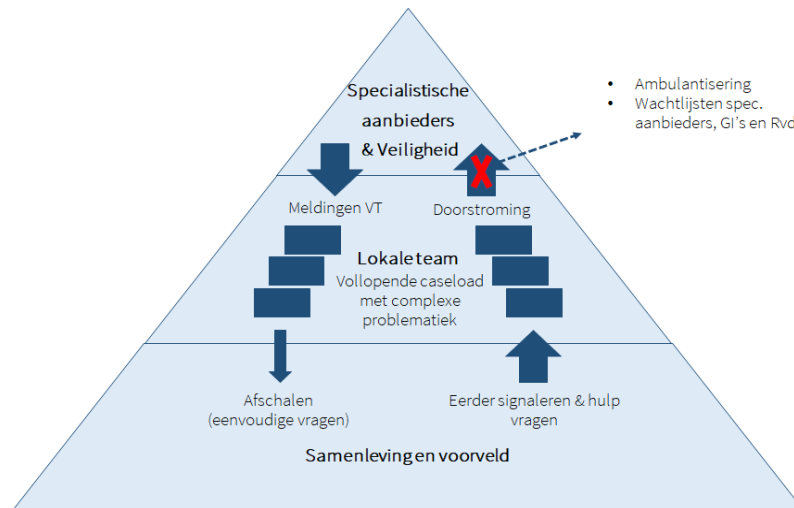 Specialistische
aanbieders
& Veiligheid
• Ambulantisering
• Wachtlijsten spec.
aanbieders, GI's en Rvd
Meldingen VT
Doorstroming
Lokale team
Vollopende caseload
met complexe
problematiek
Afschalen
(eenvoudige vragen)
Eerder signaleren & hulp
vragen
Samenleving en voorveld